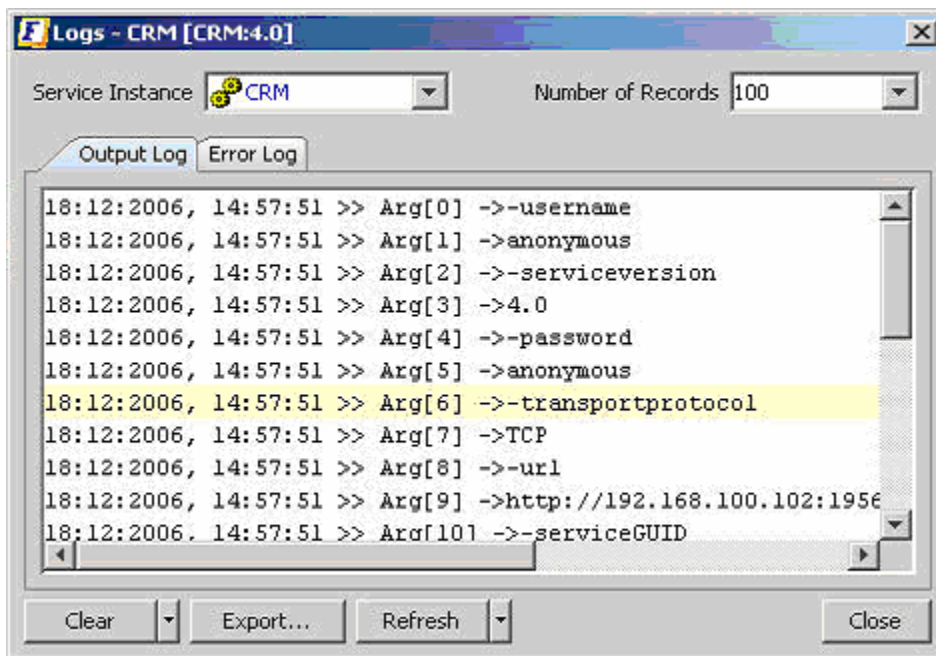 Logs - CRM [CRM:4.0]
Service Instance CRM Number of Records 100
Output Log Error Log
18:12:2006, 14:57:51 >> Arg[0] ->-username
18:12:2006, 14:57:51 >> Arg[1] ->anonymous
18:12:2006, 14:57:51 >> Arg[2] ->-serviceversion
18:12:2006, 14:57:51 >> Arg[3] ->4.0
18:12:2006, 14:57:51 >> Arg[4] ->-password
18:12:2006, 14:57:51 >> Arg[5] ->anonymous
18:12:2006, 14:57:51 >> Arg[6] ->-transportprotocol
18:12:2006, 14:57:51 >> Arg[7] ->TCP
18:12:2006, 14:57:51 >> Arg[8] ->-url
18:12:2006, 14:57:51 >> Arg[9] ->http://192.168.100.102:1956
18:12:2006, 14:57:51 >> Arg[10] ->-serviceGUID
Clear Export... Refresh Close